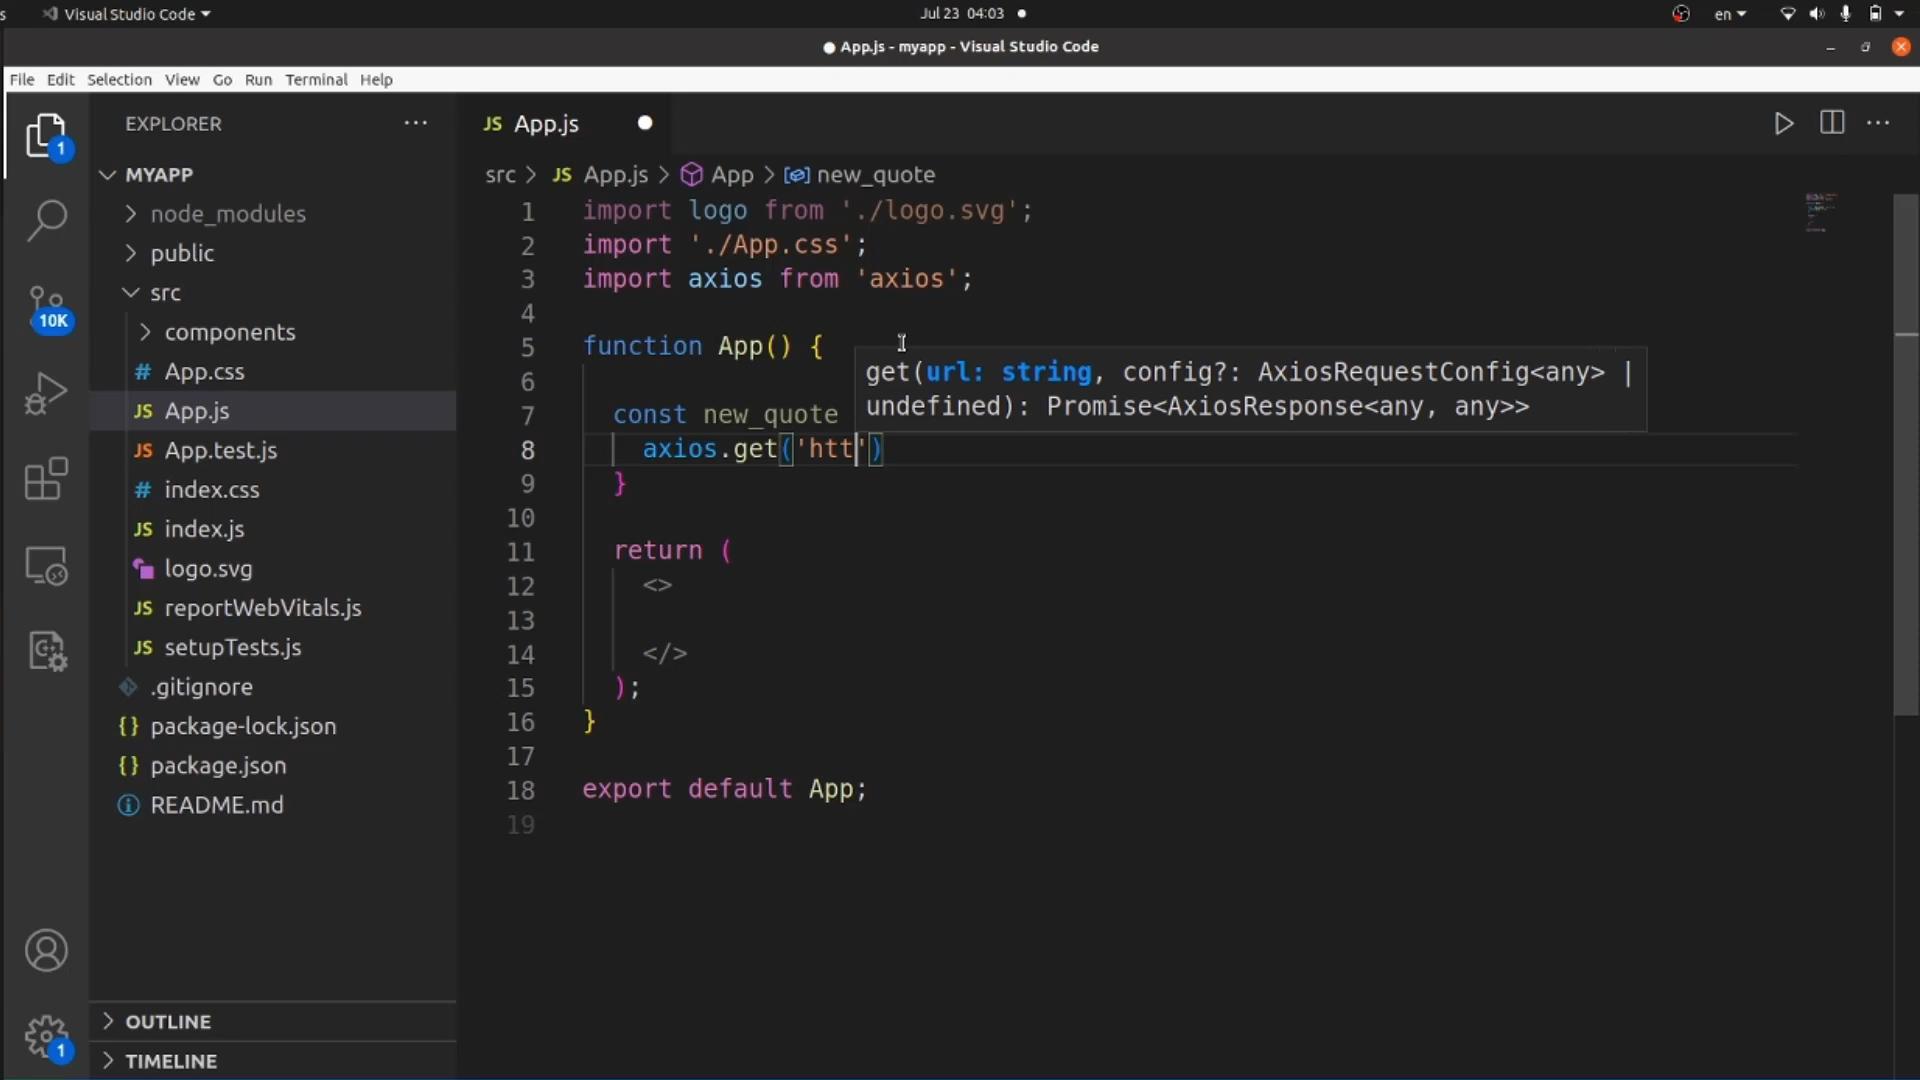 s Visual Studio Code Jul 23 04:03 en
App.js - myapp - Visual Studio Code
File Edit Selection View Go Run Terminal Help
EXPLORER
1
MYAPP
node_modules
public
src
10K
components
App.css
App.js
App.test.js
index.css
index.js
logo.svg
reportWebVitals.js
setupTests.js
.gitignore
package-lock.json
package.json
README.md
OUTLINE
1
TIMELINE
JS App.js
src > JS App.js > App > new_quote
1 import logo from './logo.svg';
2 import './App.css';
3 import axios from 'axios';
4
5 function App() {
6
7 const new_quote
8 axios.get('htt')
9 }
10
11 return (
12 <>
13
14 </>
15 );
16 }
17
18 export default App;
19
get(url: string, config?: AxiosRequestConfig<any> |
undefined): Promise<AxiosResponse<any, any>>